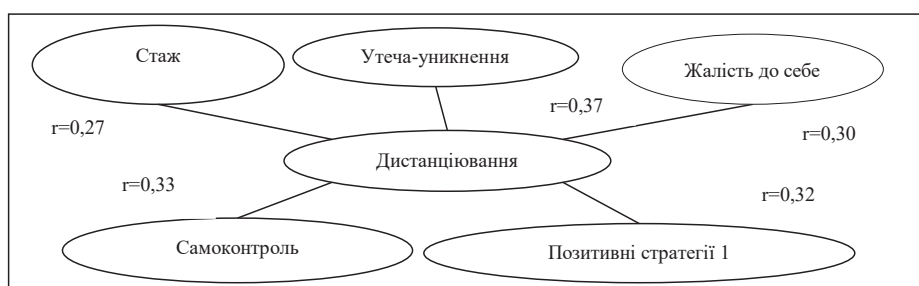 Стаж
Утеча-уникнення
Жалість до себе
r=0,27
r=0,37
r=0,30
Дистанціювання
r=0,33
r=0,32
Самоконтроль
Позитивні стратегії 1